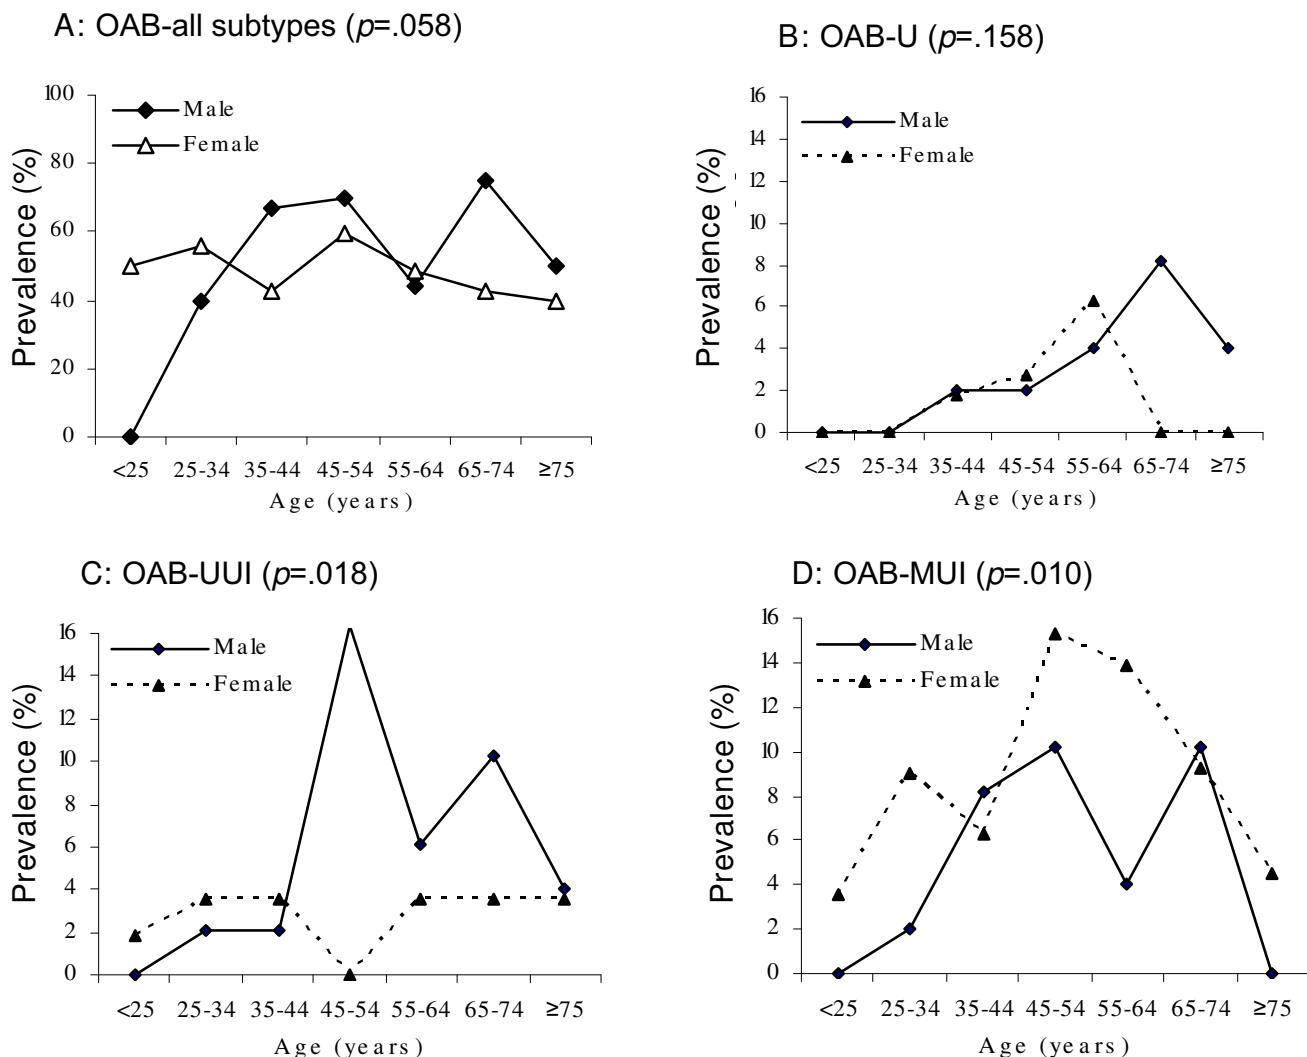 A: OAB-all subtypes (p=.058)
100
80
60
40
20
0
Prevalence (%)
Male
Female
<25 25-34 35-44 45-54 55-64 65-74 ≥75
Age (years)
B: OAB-U (p=.158)
16
14
12
10
8
6
4
2
0
Prevalence (%)
Male
Female
<25 25-34 35-44 45-54 55-64 65-74 ≥75
Age (years)
C: OAB-UUI (p=.018)
16
14
12
10
8
6
4
2
0
Prevalence (%)
Male
Female
<25 25-34 35-44 45-54 55-64 65-74 ≥75
Age (years)
D: OAB-MUI (p=.010)
16
14
12
10
8
6
4
2
0
Prevalence (%)
Male
Female
<25 25-34 35-44 45-54 55-64 65-74 ≥75
Age (years)